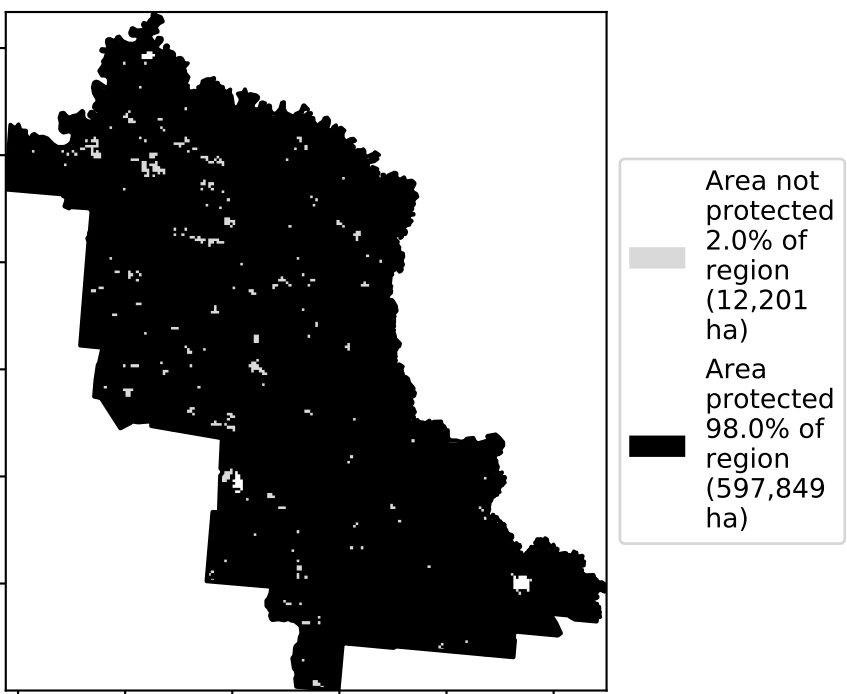 Area not
protected
2.0% of
region
(12,201
ha)
Area
protected
98.0% of
region
(597,849
ha)